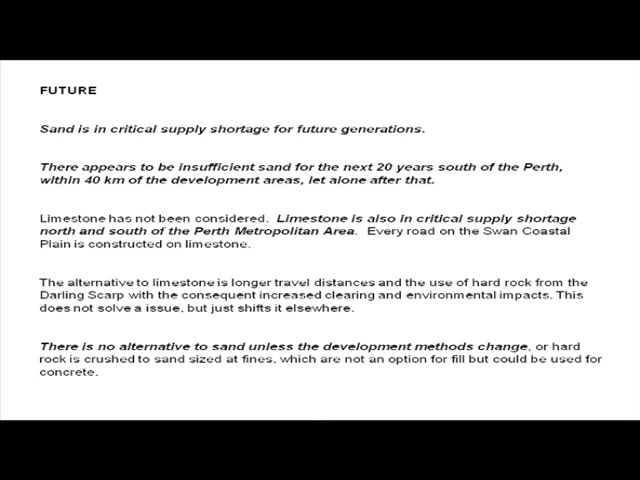 FUTURE
Sand is in critical supply shortage for future generations.
There appears to be insufficient sand for the next 20 years south of the Perth,
within 40 km of the development areas, let alone after that.
Limestone has not been considered.  Limestone is also in critical supply shortage
north and south of the Perth Metropolitan Area.  Every road on the Swan Coastal
Plain is constructed on limestone.
The alternative to limestone is longer travel distances and the use of hard rock from the
Darling Scarp with the consequent increased clearing and environmental impacts. This
does not solve a issue, but just shifts it elsewhere.
There is no alternative to sand unless the development methods change, or hard
rock is crushed to sand sized at fines, which are not an option for fill but could be used for
concrete.